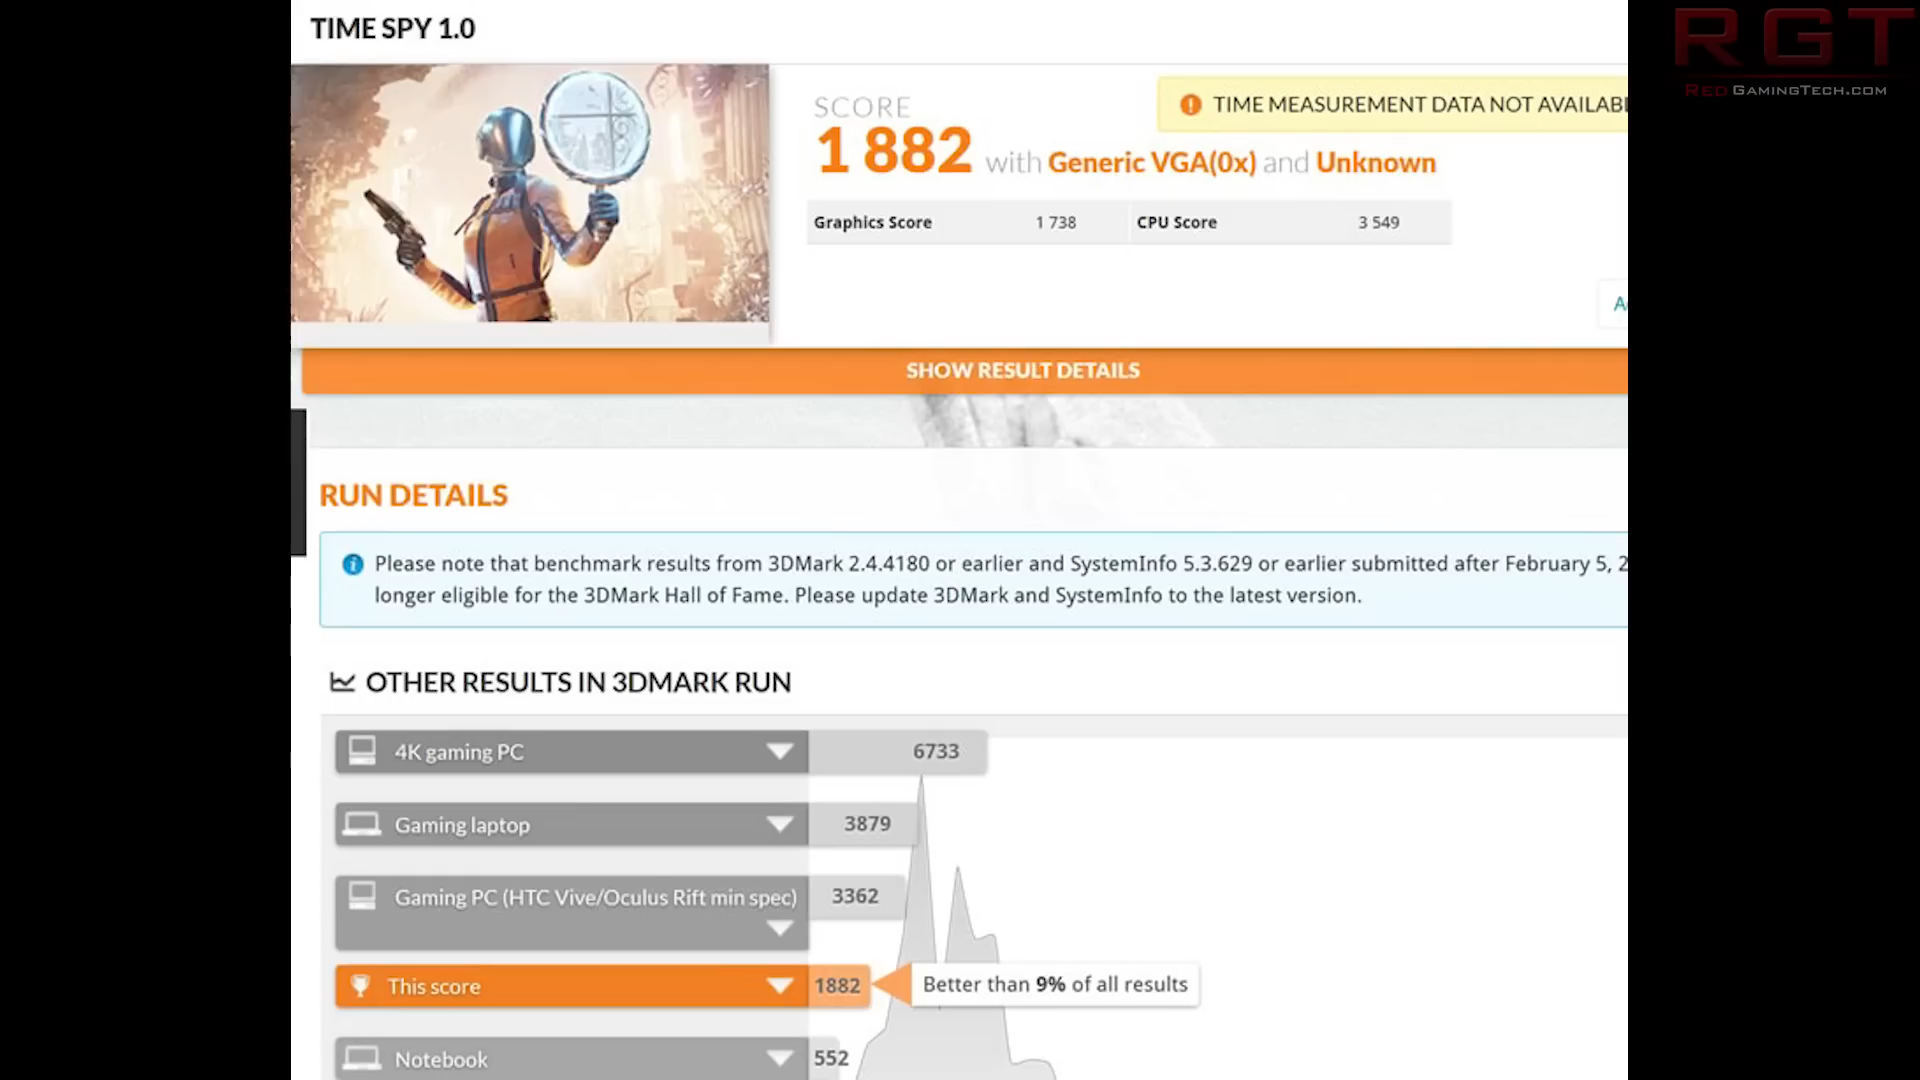 TIME SPY 1.0
RGT
RED GAMINGTECH.COM
SCORE
TIME MEASUREMENT DATA NOT AVAILABL
1 882 with Generic VGA(0x) and Unknown
Graphics Score 1 738 CPU Score 3 549
A
SHOW RESULT DETAILS
RUN DETAILS
Please note that benchmark results from 3DMark 2.4.4180 or earlier and SystemInfo 5.3.629 or earlier submitted after February 5, 2
longer eligible for the 3DMark Hall of Fame. Please update 3DMark and SystemInfo to the latest version.
OTHER RESULTS IN 3DMARK RUN
4K gaming PC 6733
Gaming laptop 3879
Gaming PC (HTC Vive/Oculus Rift min spec) 3362
This score 1882 Better than 9% of all results
Notebook 552